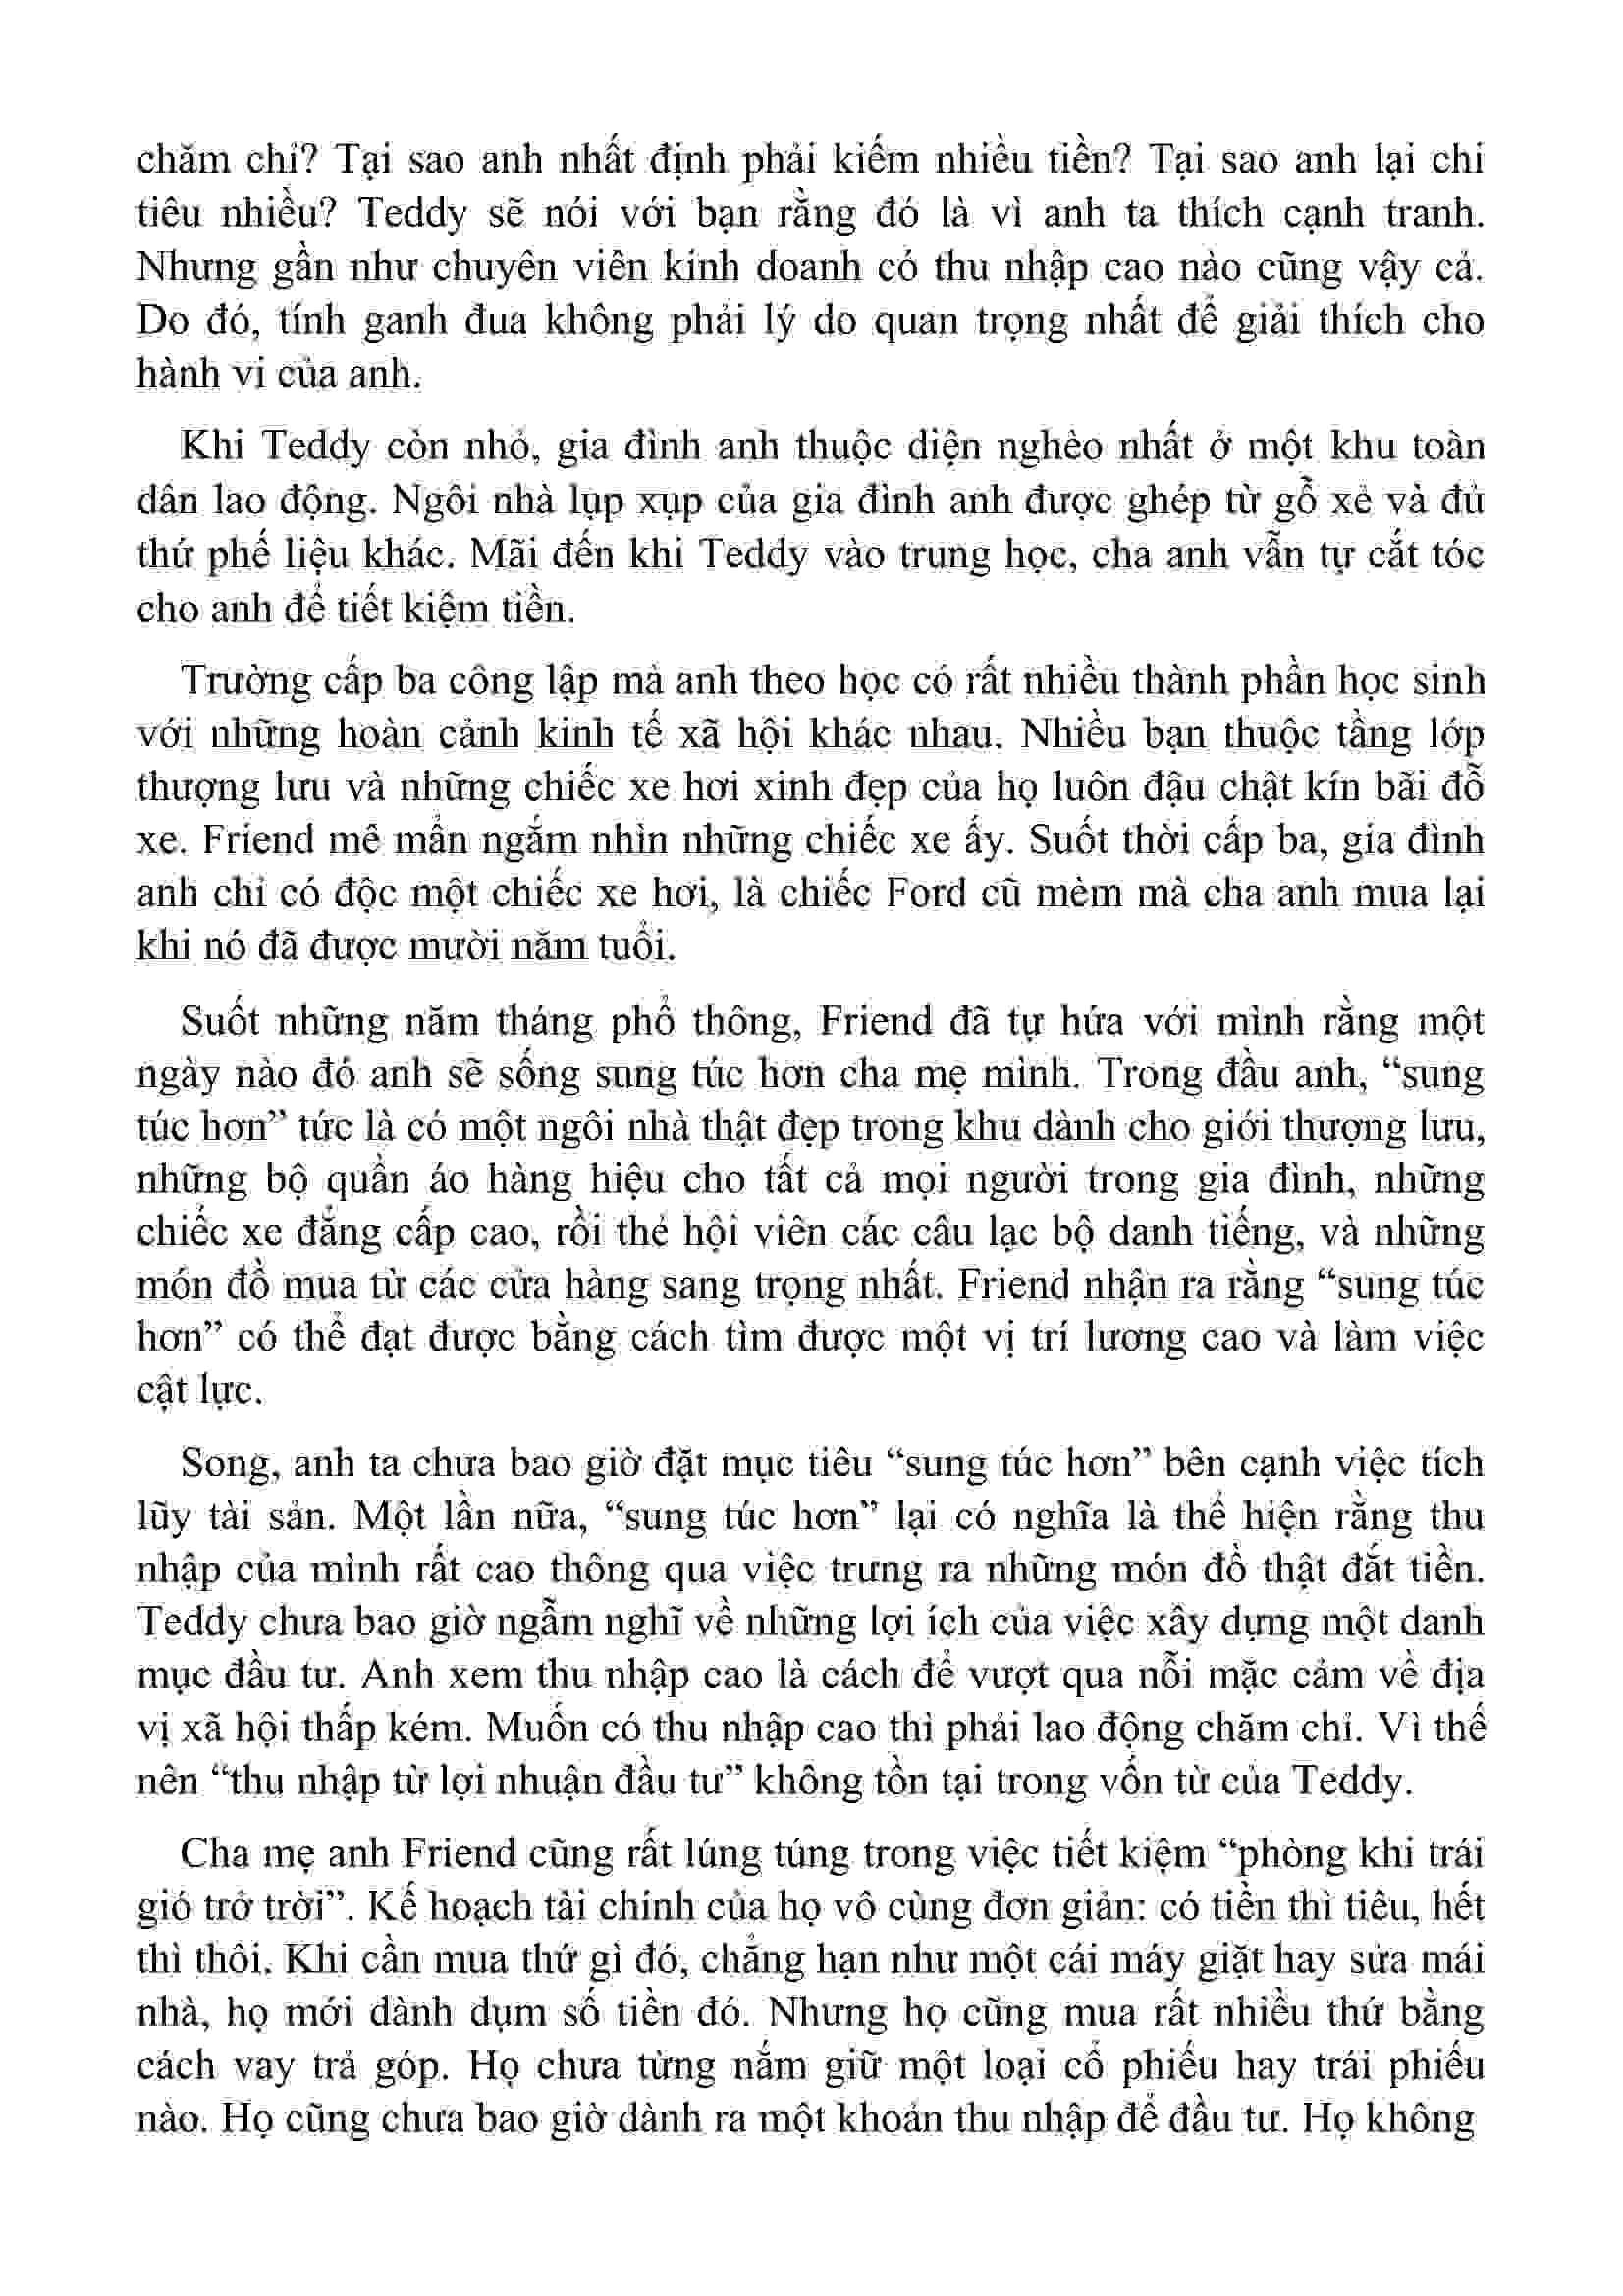 chăm chỉ? Tại sao anh nhất định phải kiếm nhiều tiền? Tại sao anh lại chi
tiêu nhiều? Teddy sẽ nói với bạn rằng đó là vì anh ta thích cạnh tranh.
Nhưng gần như chuyên viên kinh doanh có thu nhập cao nào cũng vậy cả.
Do đó, tính ganh đua không phải lý do quan trọng nhất để giải thích cho
hành vi của anh.
Khi Teddy còn nhỏ, gia đình anh thuộc diện nghèo nhất ở một khu toàn
dân lao động. Ngôi nhà lụp xụp của gia đình anh được ghép từ gỗ xẻ và đủ
thứ phế liệu khác. Mãi đến khi Teddy vào trung học, cha anh vẫn tự cắt tóc
cho anh để tiết kiệm tiền.
Trường cấp ba công lập mà anh theo học có rất nhiều thành phần học sinh
với những hoàn cảnh kinh tế xã hội khác nhau. Nhiều bạn thuộc tầng lớp
thượng lưu và những chiếc xe hơi xinh đẹp của họ luôn đậu chật kín bãi đỗ
xe. Friend mê mẩn ngắm nhìn những chiếc xe ấy. Suốt thời cấp ba, gia đình
anh chỉ có độc một chiếc xe hơi, là chiếc Ford cũ mèm mà cha anh mua lại
khi nó đã được mười năm tuổi.
Suốt những năm tháng phổ thông, Friend đã tự hứa với mình rằng một
ngày nào đó anh sẽ sống sung túc hơn cha mẹ mình. Trong đầu anh, “sung
túc hơn” tức là có một ngôi nhà thật đẹp trong khu dành cho giới thượng lưu,
những bộ quần áo hàng hiệu cho tất cả mọi người trong gia đình, những
chiếc xe đẳng cấp cao, rồi thẻ hội viên các câu lạc bộ danh tiếng, và những
món đồ mua từ các cửa hàng sang trọng nhất. Friend nhận ra rằng “sung túc
hơn” có thể đạt được bằng cách tìm được một vị trí lương cao và làm việc
cật lực.
Song, anh ta chưa bao giờ đặt mục tiêu “sung túc hơn” bên cạnh việc tích
lũy tài sản. Một lần nữa, “sung túc hơn” lại có nghĩa là thể hiện rằng thu
nhập của mình rất cao thông qua việc trưng ra những món đồ thật đắt tiền.
Teddy chưa bao giờ ngẫm nghĩ về những lợi ích của việc xây dựng một danh
mục đầu tư. Anh xem thu nhập cao là cách để vượt qua nỗi mặc cảm về địa
vị xã hội thấp kém. Muốn có thu nhập cao thì phải lao động chăm chỉ. Vì thế
nên “thu nhập từ lợi nhuận đầu tư” không tồn tại trong vốn từ của Teddy.
Cha mẹ anh Friend cũng rất lúng túng trong việc tiết kiệm “phòng khi trái
gió trở trời”. Kế hoạch tài chính của họ vô cùng đơn giản: có tiền thì tiêu, hết
thì thôi. Khi cần mua thứ gì đó, chẳng hạn như một cái máy giặt hay sửa mái
nhà, họ mới dành dụm số tiền đó. Nhưng họ cũng mua rất nhiều thứ bằng
cách vay trả góp. Họ chưa từng nắm giữ một loại cổ phiếu hay trái phiếu
nào. Họ cũng chưa bao giờ dành ra một khoản thu nhập để đầu tư. Họ không